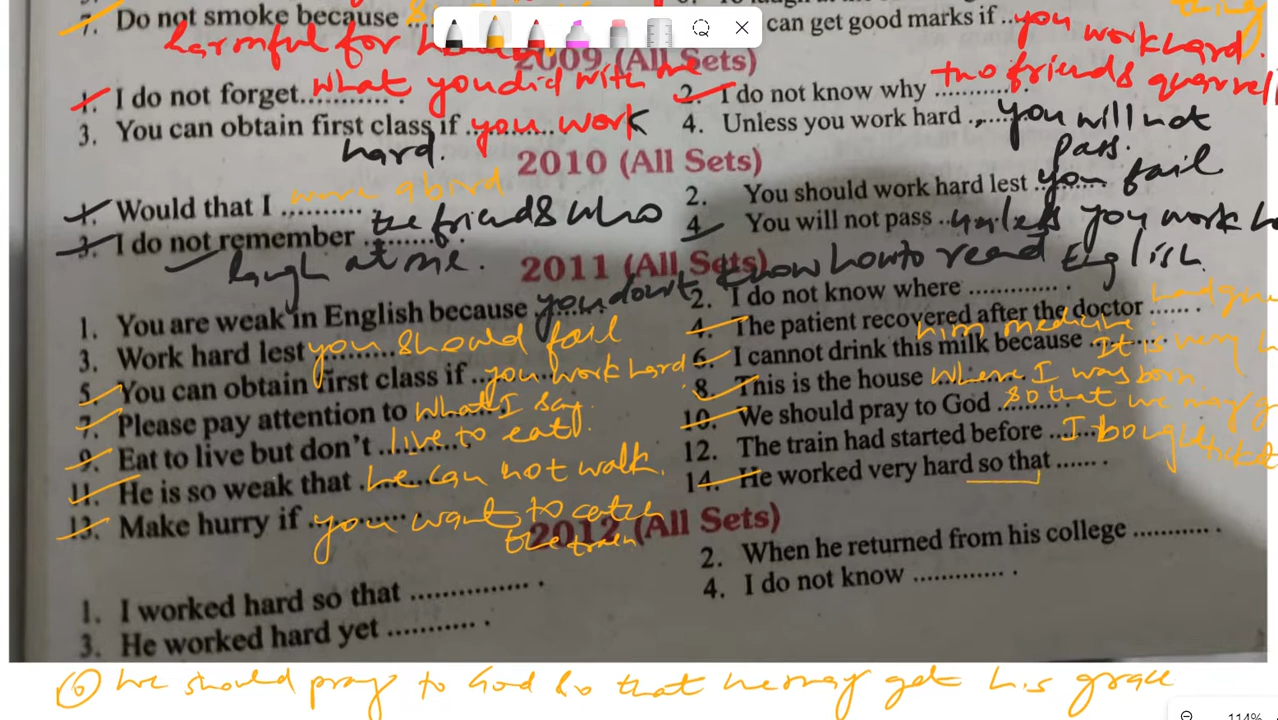 7. Do not smoke because
can get good marks if ... you work hard.
harmful for
2009 (All Sets)
1. I do not forget............ . what you did with me
2. I do not know why ............ . two friends
3. You can obtain first class if ............ you work hard.
4. Unless you work hard ...... you will not pass.
2010 (All Sets)
1. Would that I ............
2. You should work hard lest ............ you fail
3. I do not remember ............ . the friends who laugh at me.
4. You will not pass ... unless you work
2011 (All Sets)
1. You are weak in English because ............ you don't know how to read English.
2. I do not know where ............ .
3. Work hard lest ............ you should fail
4. The patient recovered after the doctor ...... . him medicine.
5. You can obtain first class if ... you work hard
6. I cannot drink this milk because ... It is very
7. Please pay attention to ... what I say.
8. This is the house ... where I was born.
9. Eat to live but don't ............ live to eat.
10. We should pray to God ............ so that we may
11. He is so weak that ............ he can not walk.
12. The train had started before ...... I bought ticket
13. Make hurry if ............ you want to catch the train
14. He worked very hard so that ...... .
2012 (All Sets)
1. I worked hard so that ................ .
2. When he returned from his college ............ .
3. He worked hard yet ............ .
4. I do not know .............. .
we should pray to God so that we may get his grace
114%